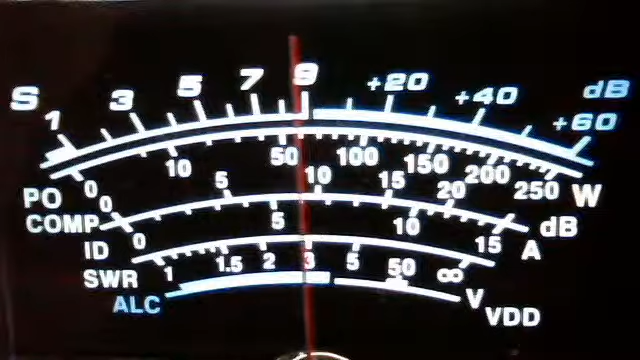 S 1 3 5 7 9 +20 +40 +60 dB
PO 0 10 50 100 150 200 250 W
COMP 0 5 10 15 20 dB
ID 0 5 10 15 A
SWR 1 1.5 2 3 5 50 ∞ V
ALC VDD